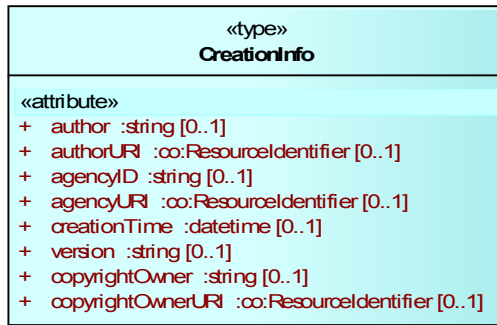 «type»
CreationInfo
«attribute»
+ author :string [0..1]
+ authorURI :co:ResourceIdentifier [0..1]
+ agencyID :string [0..1]
+ agencyURI :co:ResourceIdentifier [0..1]
+ creationTime :datetime [0..1]
+ version :string [0..1]
+ copyrightOwner :string [0..1]
+ copyrightOwnerURI :co:ResourceIdentifier [0..1]